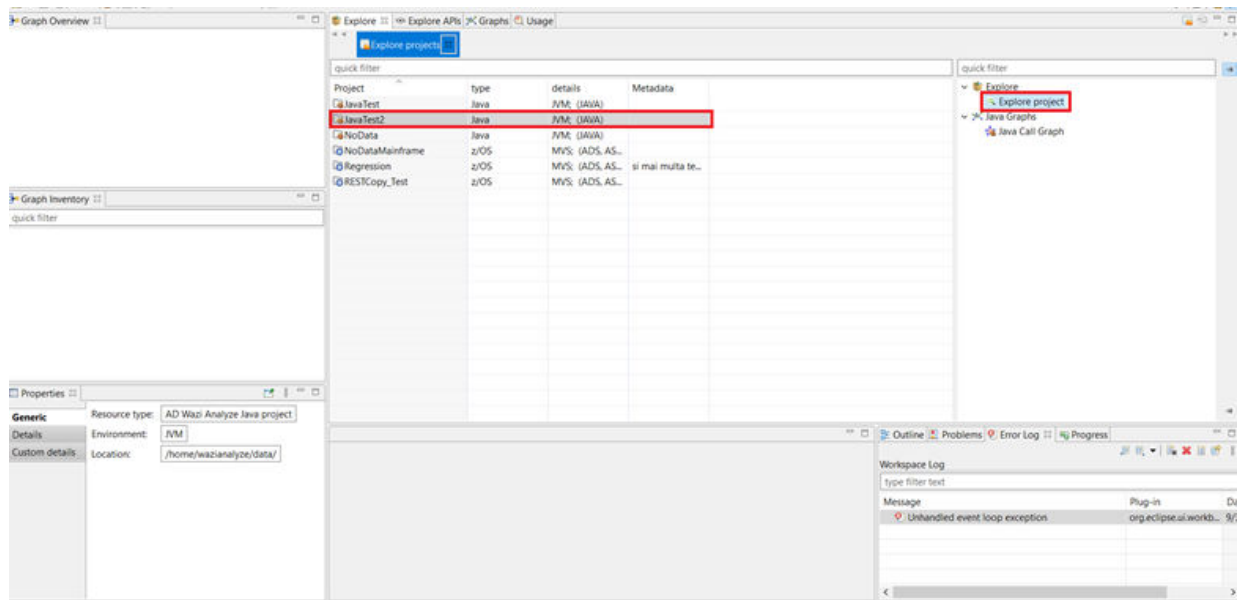 Graph Overview
Explore Explore APIs Graphs Usage
Explore projects
quick filter
Project type details Metadata
JavaTest Java JVM; (JAVA)
JavaTest2 Java JVM; (JAVA)
NoData Java JVM; (JAVA)
NoDataMainframe z/OS MVS; (ADS, AS...
Regression z/OS MVS; (ADS, AS... si mai multa te...
RESTCopy_Test z/OS MVS; (ADS, AS...
quick filter
Explore
Explore project
Java Graphs
Java Call Graph
Graph Inventory
quick filter
Properties
Generic
Details
Custom details
Resource type: AD Wazi Analyze Java project
Environment: JVM
Location: /home/wazianalyze/data/
Outline Problems Error Log Progress
Workspace Log
type filter text
Message Plug-in Da
Unhandled event loop exception org.eclipse.ui.workb... 9/